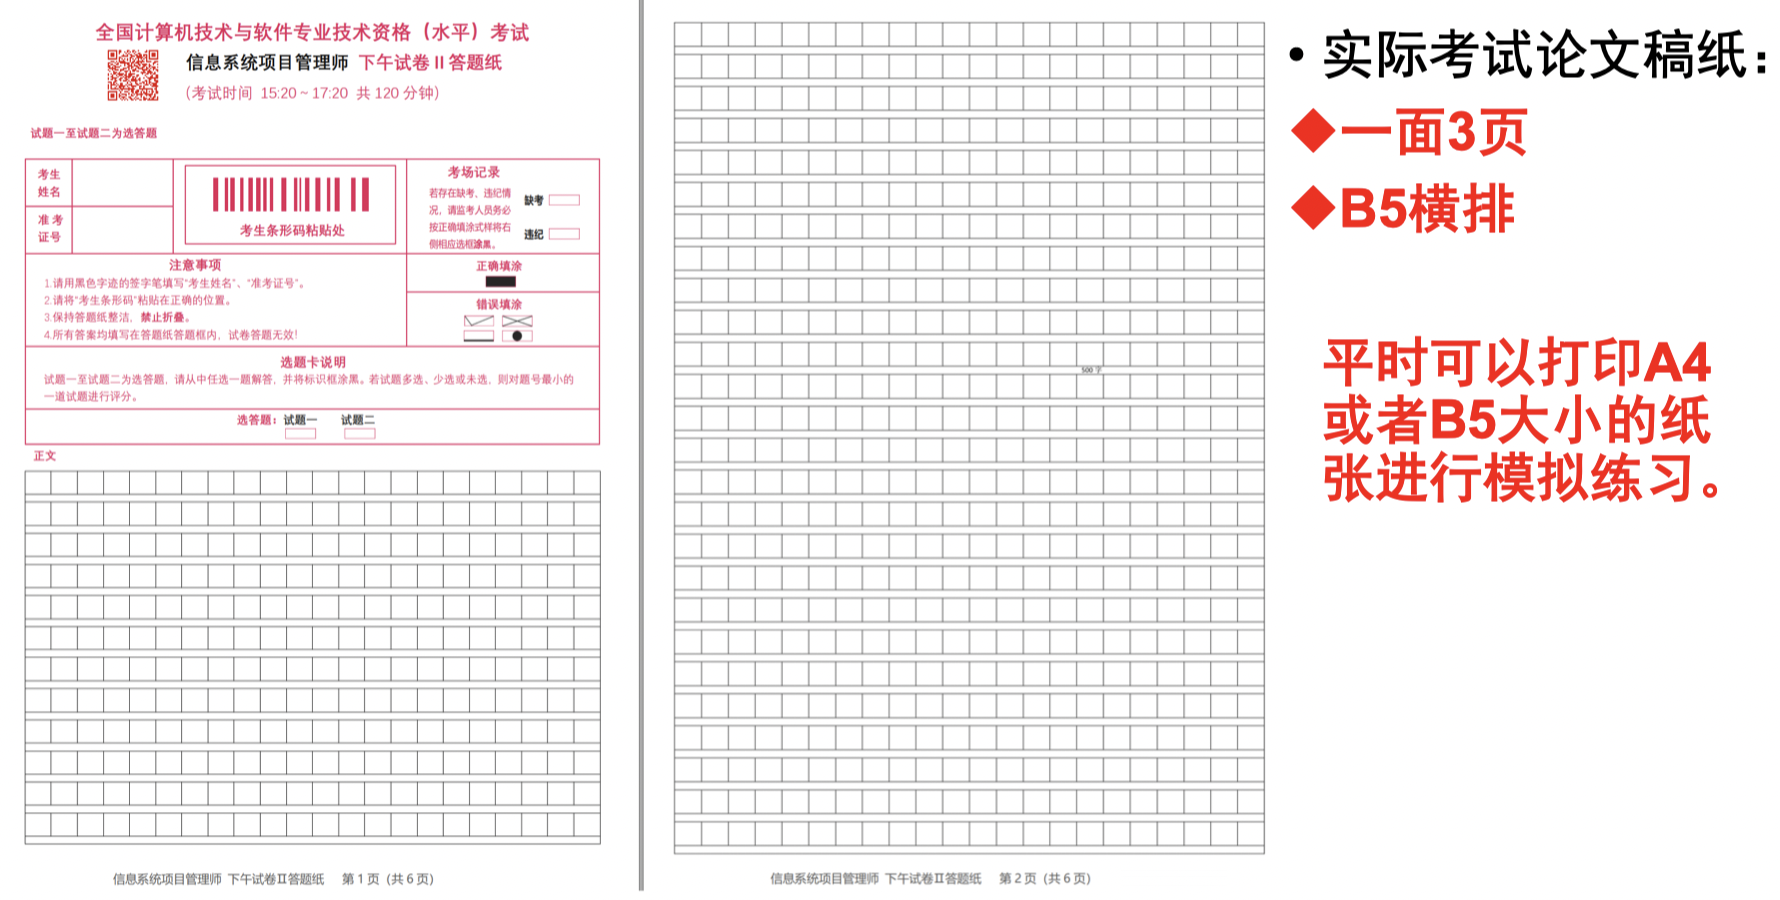 全国计算机技术与软件专业技术资格（水平）考试
信息系统项目管理师 下午试卷 II 答题纸
（考试时间 15:20～17:20 共 120 分钟）
试题一至试题二为选答题
考生
姓名
准考
证号
考生条形码粘贴处
考场记录
若存在缺考、违纪情
况，请监考人员务必
按正确填涂式样将右
侧相应选框涂黑。
缺考
违纪
注意事项
1.请用黑色字迹的签字笔填写“考生姓名”、“准考证号”。
2.请将“考生条形码”粘贴在正确的位置。
3.保持答题纸整洁，禁止折叠。
4.所有答案均填写在答题纸答题框内，试卷答题无效!
正确填涂
错误填涂
选题卡说明
试题一至试题二为选答题，请从中任选一题解答，并将标识框涂黑。若试题多选、少选或未选，则对题号最小的
一道试题进行评分。
选答题：试题一 试题二
正文
信息系统项目管理师 下午试卷II答题纸 第 1 页（共 6 页）
500 字
信息系统项目管理师 下午试卷II答题纸 第 2 页（共 6 页）
• 实际考试论文稿纸：
◆一面3页
◆B5横排
平时可以打印A4
或者B5大小的纸
张进行模拟练习。